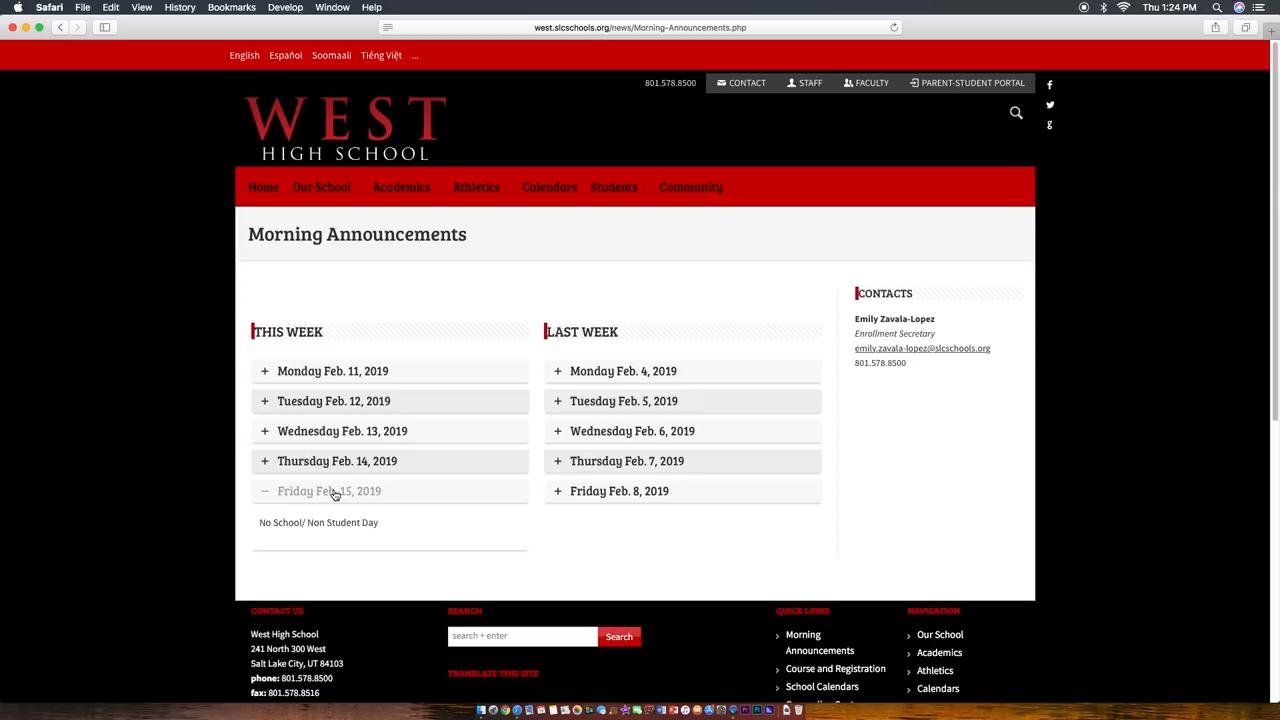 Safari File Edit View History Bookmarks Develop Window Help
Thu 1:24 PM
west.slcschools.org/news/Morning-Announcements.php
English Español Soomaali Tiếng Việt ...
801.578.8500 CONTACT STAFF FACULTY PARENT-STUDENT PORTAL
WEST
HIGH SCHOOL
Home Our School Academics Athletics Calendars Students Community
Morning Announcements
THIS WEEK
+ Monday Feb. 11, 2019
+ Tuesday Feb. 12, 2019
+ Wednesday Feb. 13, 2019
+ Thursday Feb. 14, 2019
− Friday Feb. 15, 2019
No School/ Non Student Day
LAST WEEK
+ Monday Feb. 4, 2019
+ Tuesday Feb. 5, 2019
+ Wednesday Feb. 6, 2019
+ Thursday Feb. 7, 2019
+ Friday Feb. 8, 2019
CONTACTS
Emily Zavala-Lopez
Enrollment Secretary
emily.zavala-lopez@slcschools.org
801.578.8500
CONTACT US
West High School
241 North 300 West
Salt Lake City, UT 84103
phone: 801.578.8500
fax: 801.578.8516
SEARCH
search + enter Search
TRANSLATE THIS SITE
QUICK LINKS
Morning
Announcements
Course and Registration
School Calendars
NAVIGATION
Our School
Academics
Athletics
Calendars